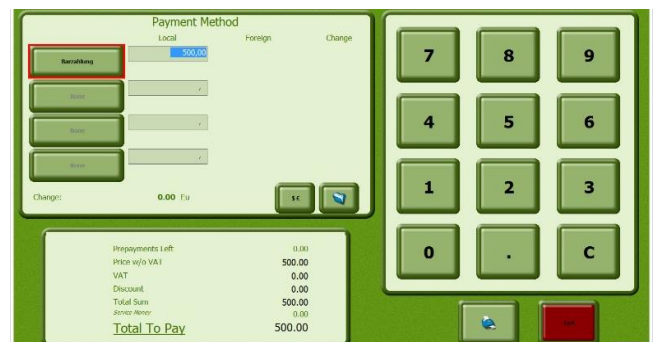 Payment Method
Local Foreign Change
Barzahlung 500,00
Change: 0.00 Eu
$ €
7 8 9
4 5 6
1 2 3
0 . C
Prepayments Left 0.00
Price w/o VAT 500.00
VAT 0.00
Discount 0.00
Total Sum 500.00
Service Money 0.00
Total To Pay 500.00